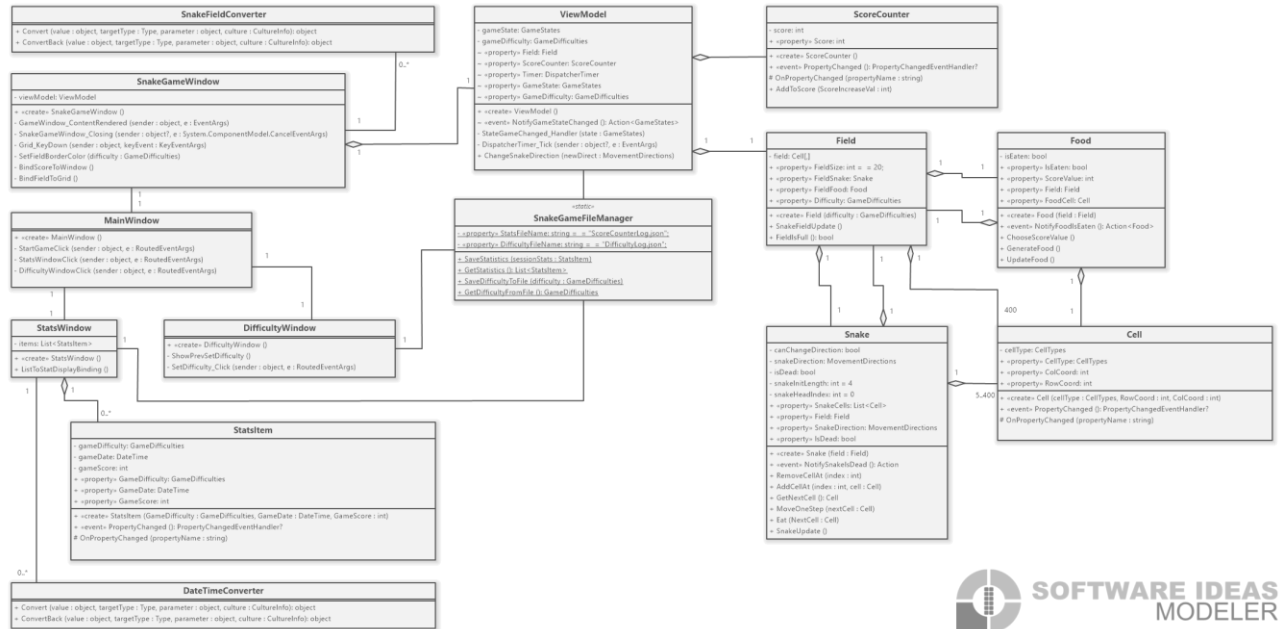 SnakeFieldConverter
+ Convert (value : object, targetType : Type, parameter : object, culture : CultureInfo): object
+ ConvertBack (value : object, targetType : Type, parameter : object, culture : CultureInfo): object
0..*
SnakeGameWindow
- viewModel: ViewModel
+ «create» SnakeGameWindow ()
- GameWindow_ContentRendered (sender : object, e : EventArgs)
- SnakeGameWindow_Closing (sender : object?, e : System.ComponentModel.CancelEventArgs)
- Grid_KeyDown (sender : object, keyEvent : KeyEventArgs)
- SetFieldBorderColor (difficulty : GameDifficulties)
- BindScoreToWindow ()
- BindFieldToGrid ()
1
1
1
1
1
MainWindow
+ «create» MainWindow ()
- StartGameClick (sender : object, e : RoutedEventArgs)
- StatsWindowClick (sender : object, e : RoutedEventArgs)
- DifficultyWindowClick (sender : object, e : RoutedEventArgs)
1
1
1
1
StatsWindow
- items: List<StatsItem>
+ «create» StatsWindow ()
+ ListToStatDisplayBinding ()
1
1
1
0..*
DifficultyWindow
+ «create» DifficultyWindow ()
- ShowPrevSetDifficulty ()
- SetDifficulty_Click (sender : object, e : RoutedEventArgs)
1
StatsItem
- gameDifficulty: GameDifficulties
- gameDate: DateTime
- gameScore: int
+ «property» GameDifficulty: GameDifficulties
+ «property» GameDate: DateTime
+ «property» GameScore: int
+ «create» StatsItem (GameDifficulty : GameDifficulties, GameDate : DateTime, GameScore : int)
+ «event» PropertyChanged (): PropertyChangedEventHandler?
# OnPropertyChanged (propertyName : string)
0..*
DateTimeConverter
+ Convert (value : object, targetType : Type, parameter : object, culture : CultureInfo): object
+ ConvertBack (value : object, targetType : Type, parameter : object, culture : CultureInfo): object
ViewModel
- gameState: GameStates
- gameDifficulty: GameDifficulties
~ «property» Field: Field
~ «property» ScoreCounter: ScoreCounter
~ «property» Timer: DispatcherTimer
~ «property» GameState: GameStates
~ «property» GameDifficulty: GameDifficulties
+ «create» ViewModel ()
~ «event» NotifyGameStateChanged (): Action<GameStates>
- StateGameChanged_Handler (state : GameStates)
- DispatcherTimer_Tick (sender : object?, e : EventArgs)
+ ChangeSnakeDirection (newDirect : MovementDirections)
1
1
1
1
«static»
SnakeGameFileManager
- «property» StatsFileName: string = = "ScoreCounterLog.json";
- «property» DifficultyFileName: string = = "DifficultyLog.json";
+ SaveStatistics (sessionStats : StatsItem)
+ GetStatistics (): List<StatsItem>
+ SaveDifficultyToFile (difficulty : GameDifficulties)
+ GetDifficultyFromFile (): GameDifficulties
ScoreCounter
- score: int
+ «property» Score: int
+ «create» ScoreCounter ()
+ «event» PropertyChanged (): PropertyChangedEventHandler?
# OnPropertyChanged (propertyName : string)
+ AddToScore (ScoreIncreaseVal : int)
Field
- field: Cell[,]
+ «property» FieldSize: int = = 20;
+ «property» FieldSnake: Snake
+ «property» FieldFood: Food
+ «property» Difficulty: GameDifficulties
+ «create» Field (difficulty : GameDifficulties)
+ SnakeFieldUpdate ()
+ FieldIsFull (): bool
1
1
1
1
Food
- isEaten: bool
+ «property» IsEaten: bool
+ «property» ScoreValue: int
+ «property» Field: Field
+ «property» FoodCell: Cell
+ «create» Food (field : Field)
+ «event» NotifyFoodIsEaten (): Action<Food>
+ ChooseScoreValue ()
+ GenerateFood ()
+ UpdateFood ()
1
1
1
1
1
1
1
400
Snake
- canChangeDirection: bool
- snakeDirection: MovementDirections
- isDead: bool
- snakeInitLength: int = 4
- snakeHeadIndex: int = 0
+ «property» SnakeCells: List<Cell>
+ «property» Field: Field
+ «property» SnakeDirection: MovementDirections
+ «property» IsDead: bool
+ «create» Snake (field : Field)
+ «event» NotifySnakeIsDead (): Action
+ RemoveCellAt (index : int)
+ AddCellAt (index : int, cell : Cell)
+ GetNextCell (): Cell
+ MoveOneStep (nextCell : Cell)
+ Eat (NextCell : Cell)
+ SnakeUpdate ()
1
5..400
Cell
- cellType: CellTypes
+ «property» CellType: CellTypes
+ «property» ColCoord: int
+ «property» RowCoord: int
+ «create» Cell (cellType : CellTypes, RowCoord : int, ColCoord : int)
+ «event» PropertyChanged (): PropertyChangedEventHandler?
# OnPropertyChanged (propertyName : string)
SOFTWARE IDEAS
MODELER